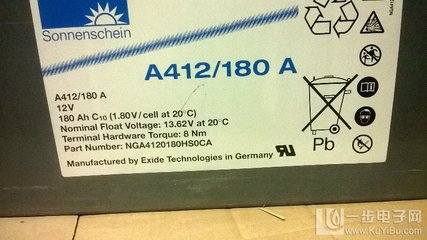 Sonnenschein
A412/180 A
A412/180 A
12V
180 Ah C10 (1.80V/cell at 20°C)
Nominal Float Voltage: 13.62V at 20°C
Terminal Hardware Torque: 8 Nm
Part Number: NGA4120180HS0CA
Manufactured by Exide Technologies in Germany
Pb
一步电子网
www.KuYiBu.com